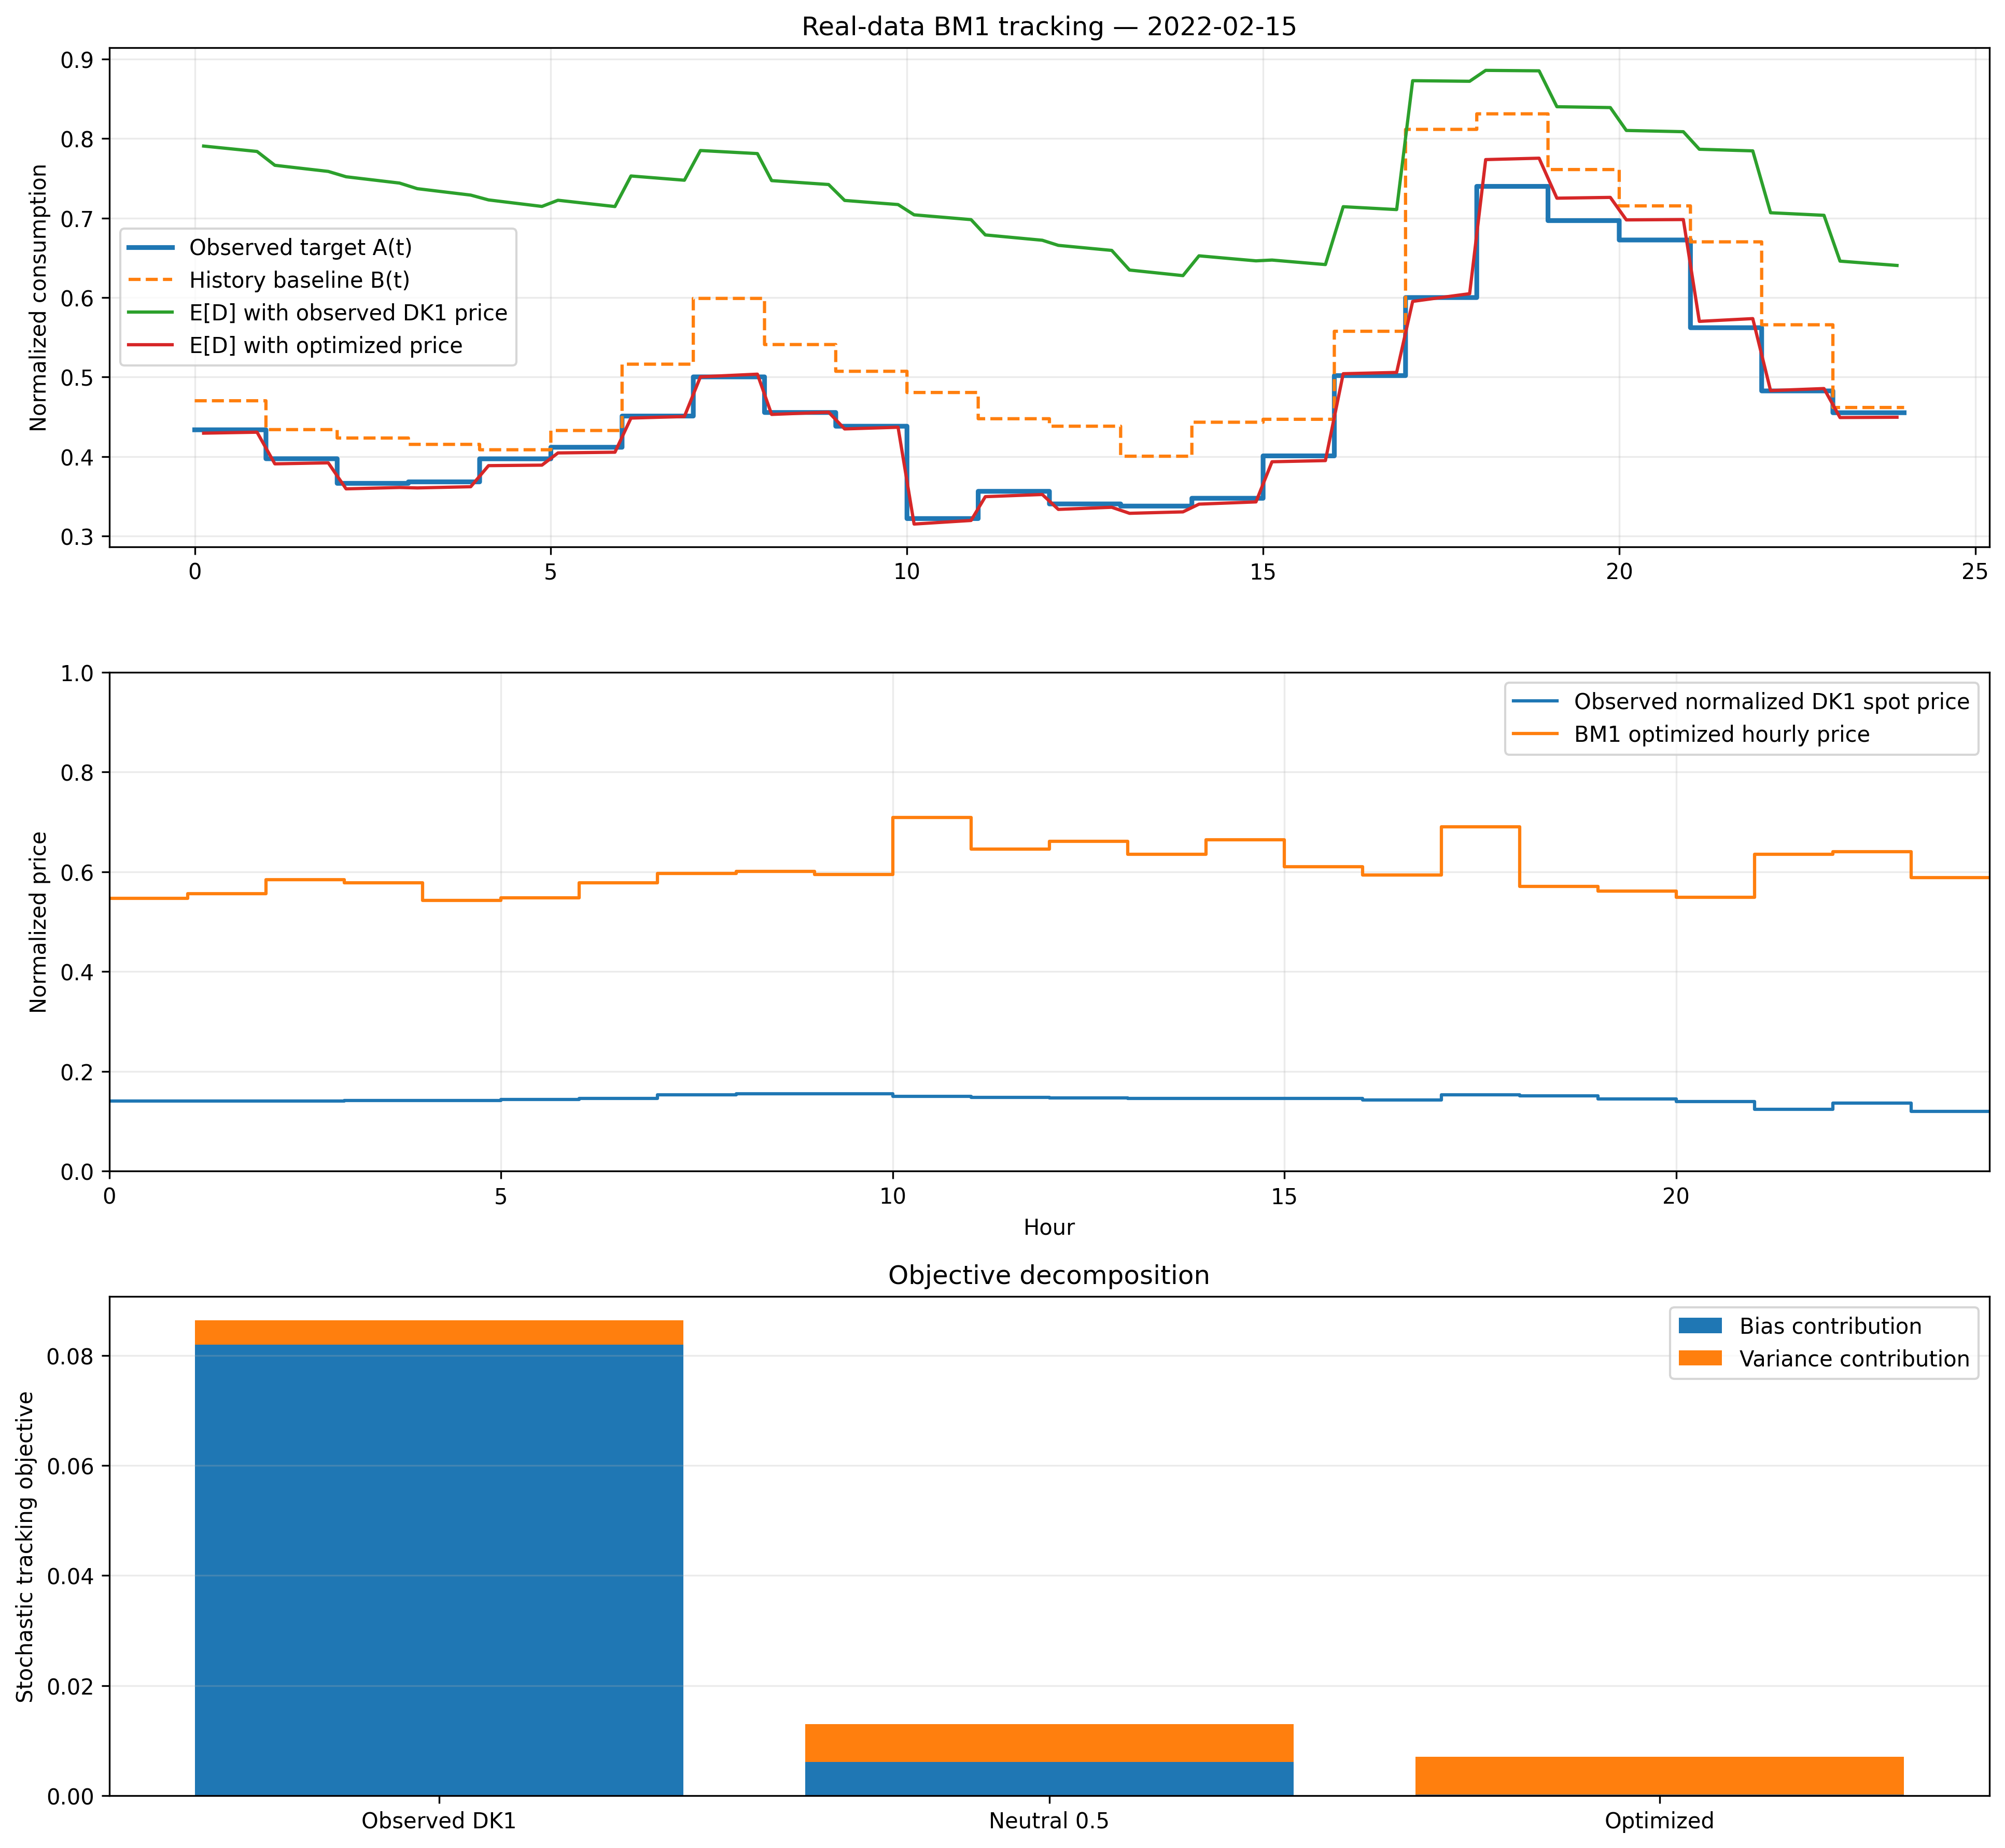 Real-data BM1 tracking — 2022-02-15
Normalized consumption
0.9
0.8
0.7
0.6
0.5
0.4
0.3
Observed target A(t)
History baseline B(t)
E[D] with observed DK1 price
E[D] with optimized price
0 5 10 15 20 25
Normalized price
1.0
0.8
0.6
0.4
0.2
0.0
Observed normalized DK1 spot price
BM1 optimized hourly price
0 5 10 15 20
Hour
Objective decomposition
Stochastic tracking objective
0.08
0.06
0.04
0.02
0.00
Bias contribution
Variance contribution
Observed DK1 Neutral 0.5 Optimized